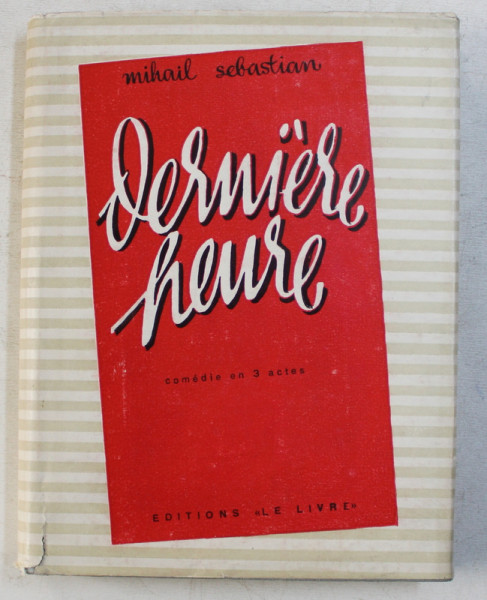 mihail sebastian
Dernière
heure
comédie en 3 actes
EDITIONS «LE LIVRE»